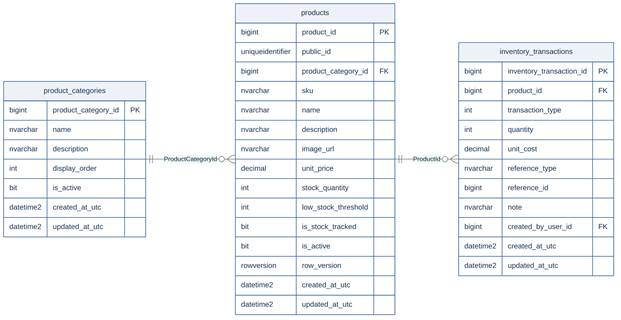 product_categories
bigint product_category_id PK
nvarchar name
nvarchar description
int display_order
bit is_active
datetime2 created_at_utc
datetime2 updated_at_utc
ProductCategoryId
products
bigint product_id PK
uniqueidentifier public_id
bigint product_category_id FK
nvarchar sku
nvarchar name
nvarchar description
nvarchar image_url
decimal unit_price
int stock_quantity
int low_stock_threshold
bit is_stock_tracked
bit is_active
rowversion row_version
datetime2 created_at_utc
datetime2 updated_at_utc
ProductId
inventory_transactions
bigint inventory_transaction_id PK
bigint product_id FK
int transaction_type
int quantity
decimal unit_cost
nvarchar reference_type
bigint reference_id
nvarchar note
bigint created_by_user_id FK
datetime2 created_at_utc
datetime2 updated_at_utc